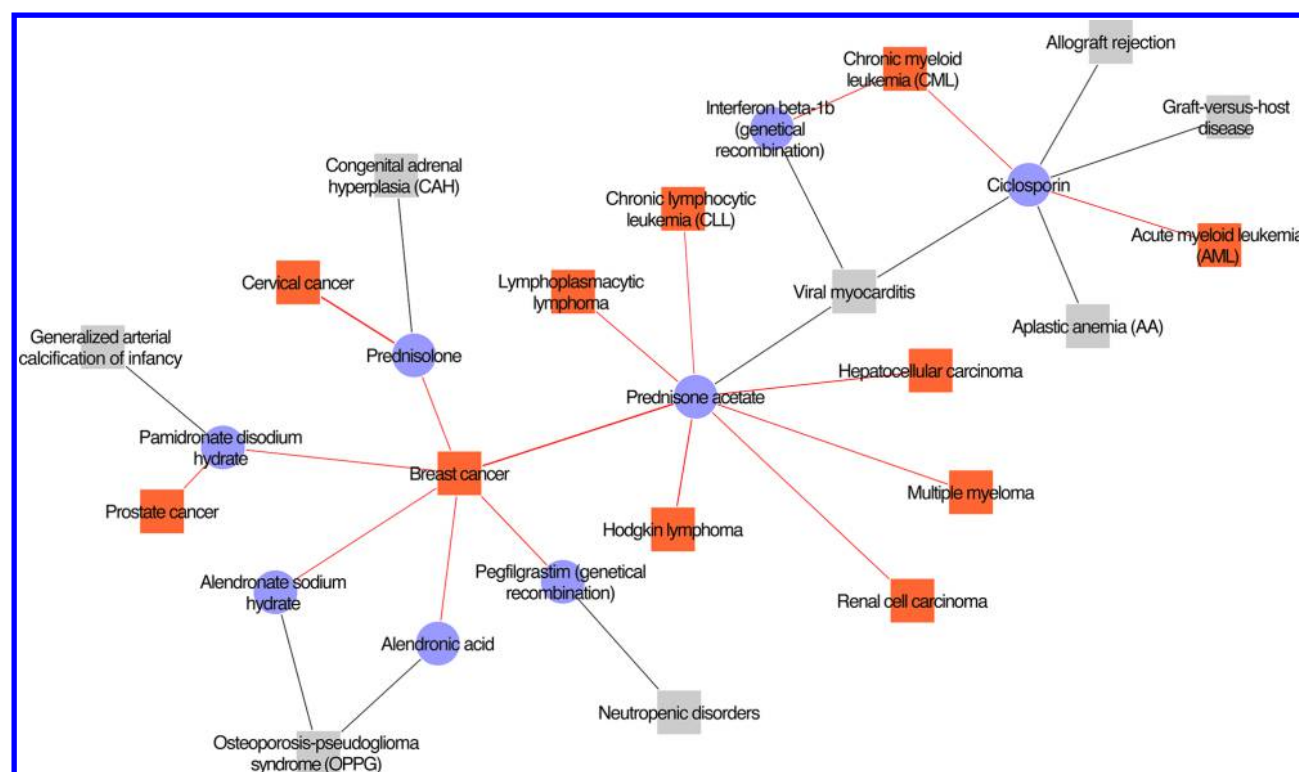 Allograft rejection
Chronic myeloid
leukemia (CML)
Interferon beta-1b
(genetical
recombination)
Graft-versus-host
disease
Congenital adrenal
hyperplasia (CAH)
Ciclosporin
Chronic lymphocytic
leukemia (CLL)
Acute myeloid leukemia
(AML)
Cervical cancer
Lymphoplasmacytic
lymphoma
Viral myocarditis
Aplastic anemia (AA)
Generalized arterial
calcification of infancy
Prednisolone
Hepatocellular carcinoma
Prednisone acetate
Pamidronate disodium
hydrate
Breast cancer
Multiple myeloma
Prostate cancer
Hodgkin lymphoma
Alendronate sodium
hydrate
Pegfilgrastim (genetical
recombination)
Renal cell carcinoma
Alendronic acid
Neutropenic disorders
Osteoporosis-pseudoglioma
syndrome (OPPG)